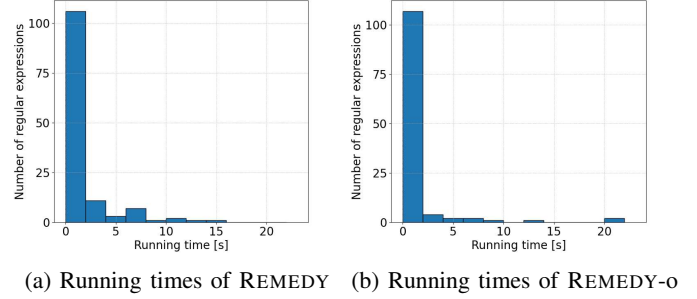 100
75
50
25
0
Number of regular expressions
0 5 10 15 20
Running time [s]
(a) Running times of REMEDY
100
75
50
25
0
Number of regular expressions
0 5 10 15 20
Running time [s]
(b) Running times of REMEDY-o